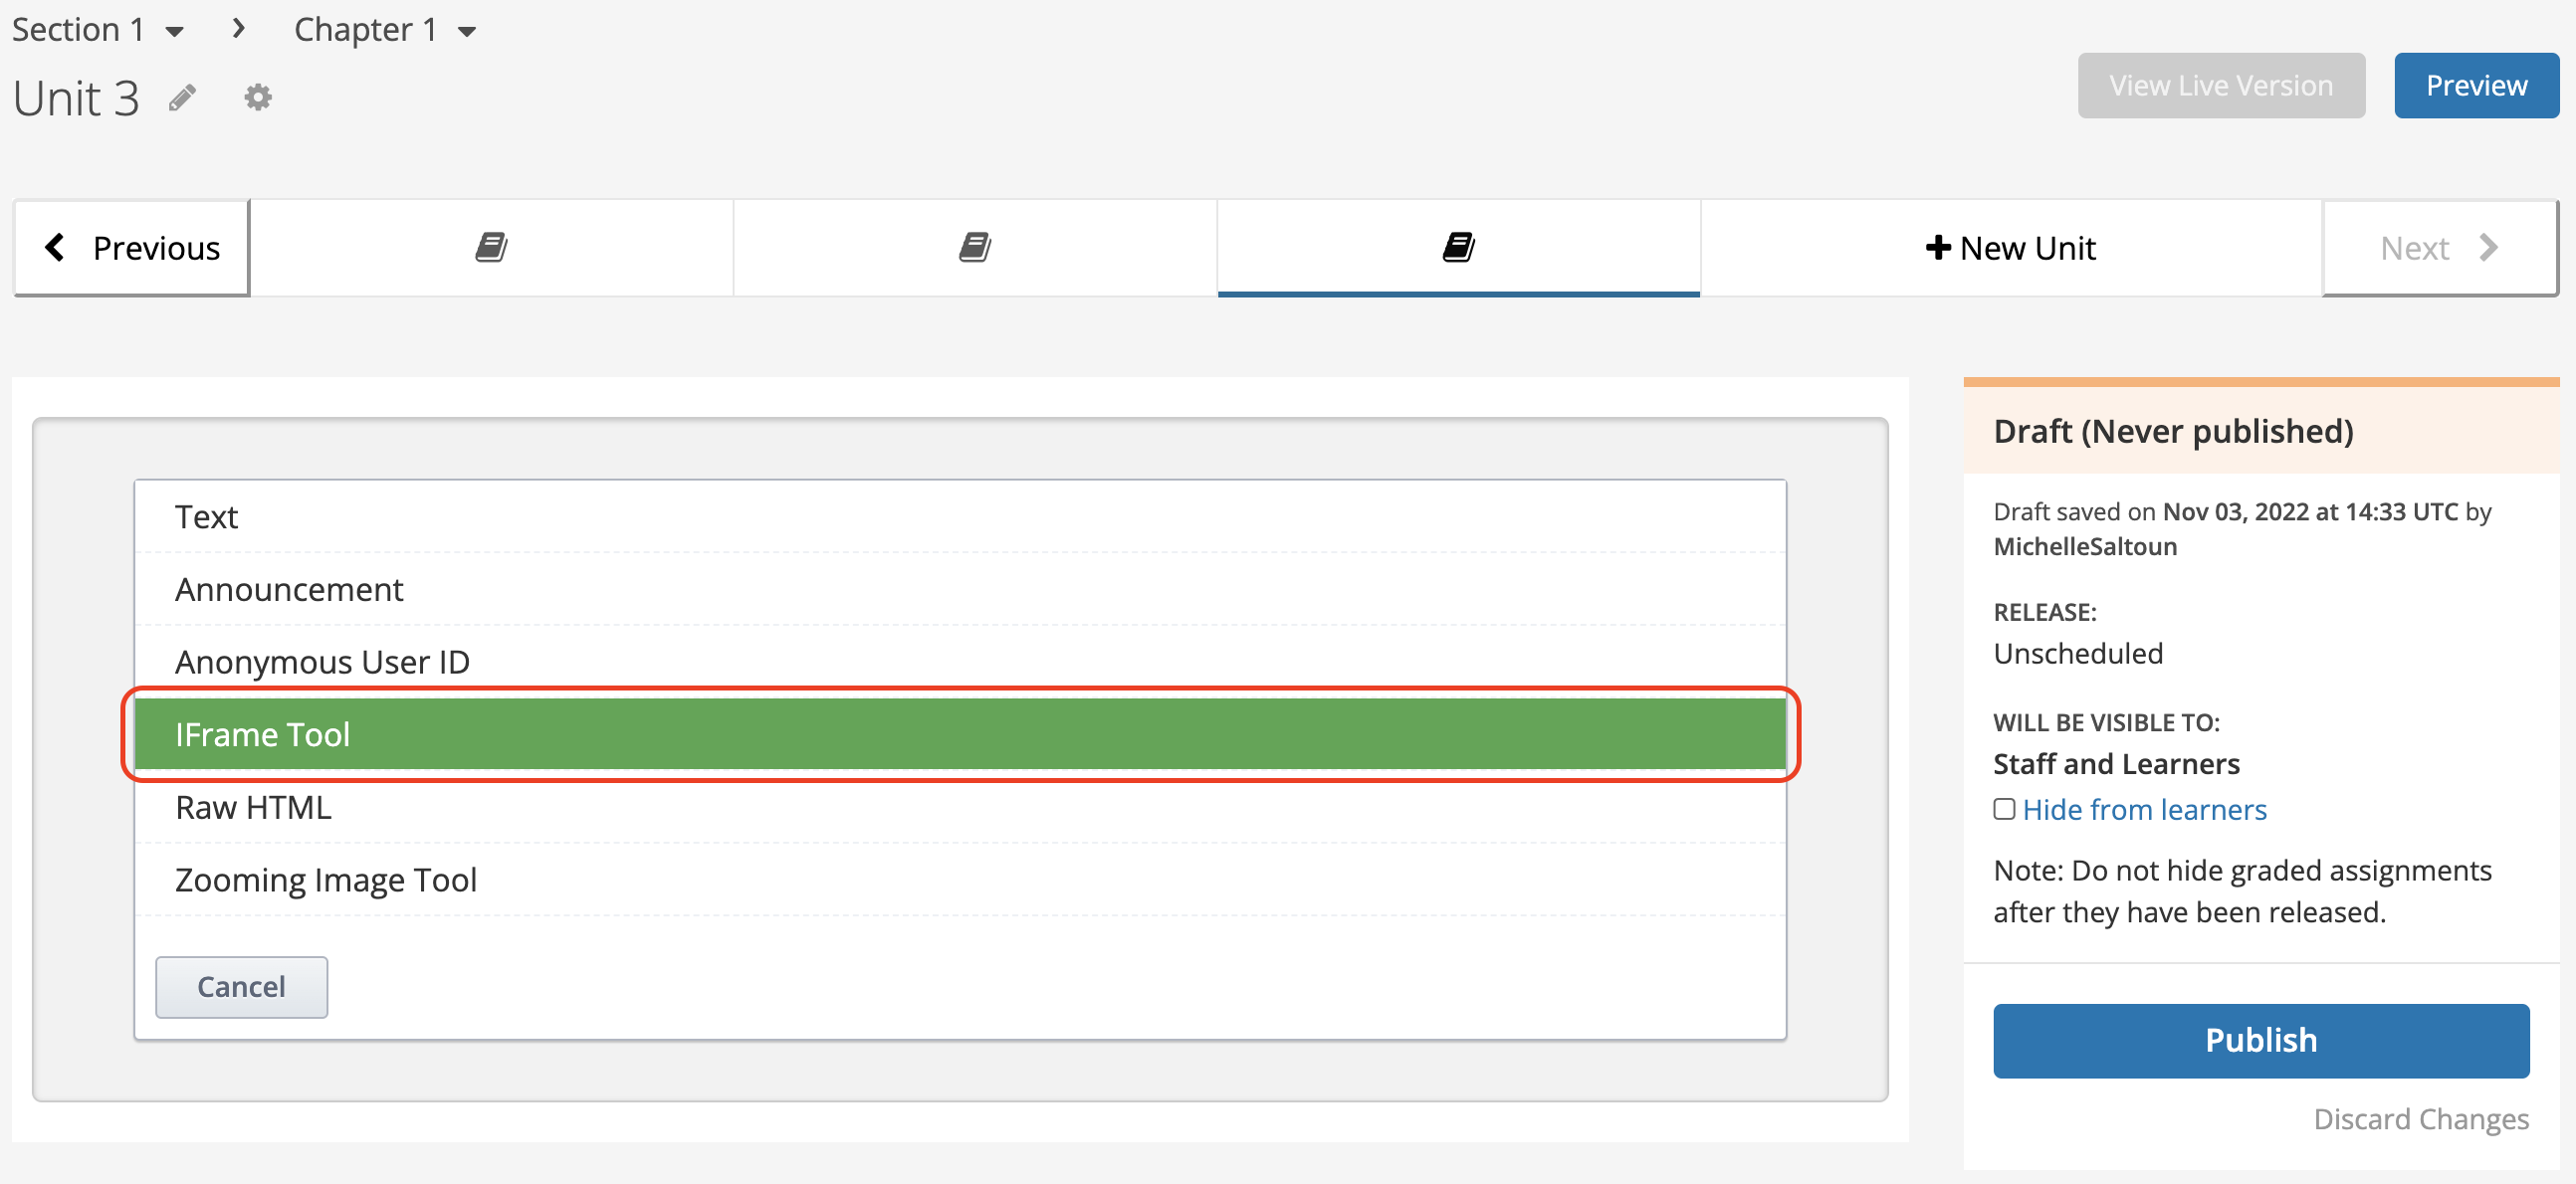 Section 1
Chapter 1
Unit 3
View Live Version
Preview
Previous
New Unit
Next
Text
Announcement
Anonymous User ID
IFrame Tool
Raw HTML
Zooming Image Tool
Cancel
Draft (Never published)
Draft saved on Nov 03, 2022 at 14:33 UTC by
MichelleSaltoun
RELEASE:
Unscheduled
WILL BE VISIBLE TO:
Staff and Learners
Hide from learners
Note: Do not hide graded assignments
after they have been released.
Publish
Discard Changes